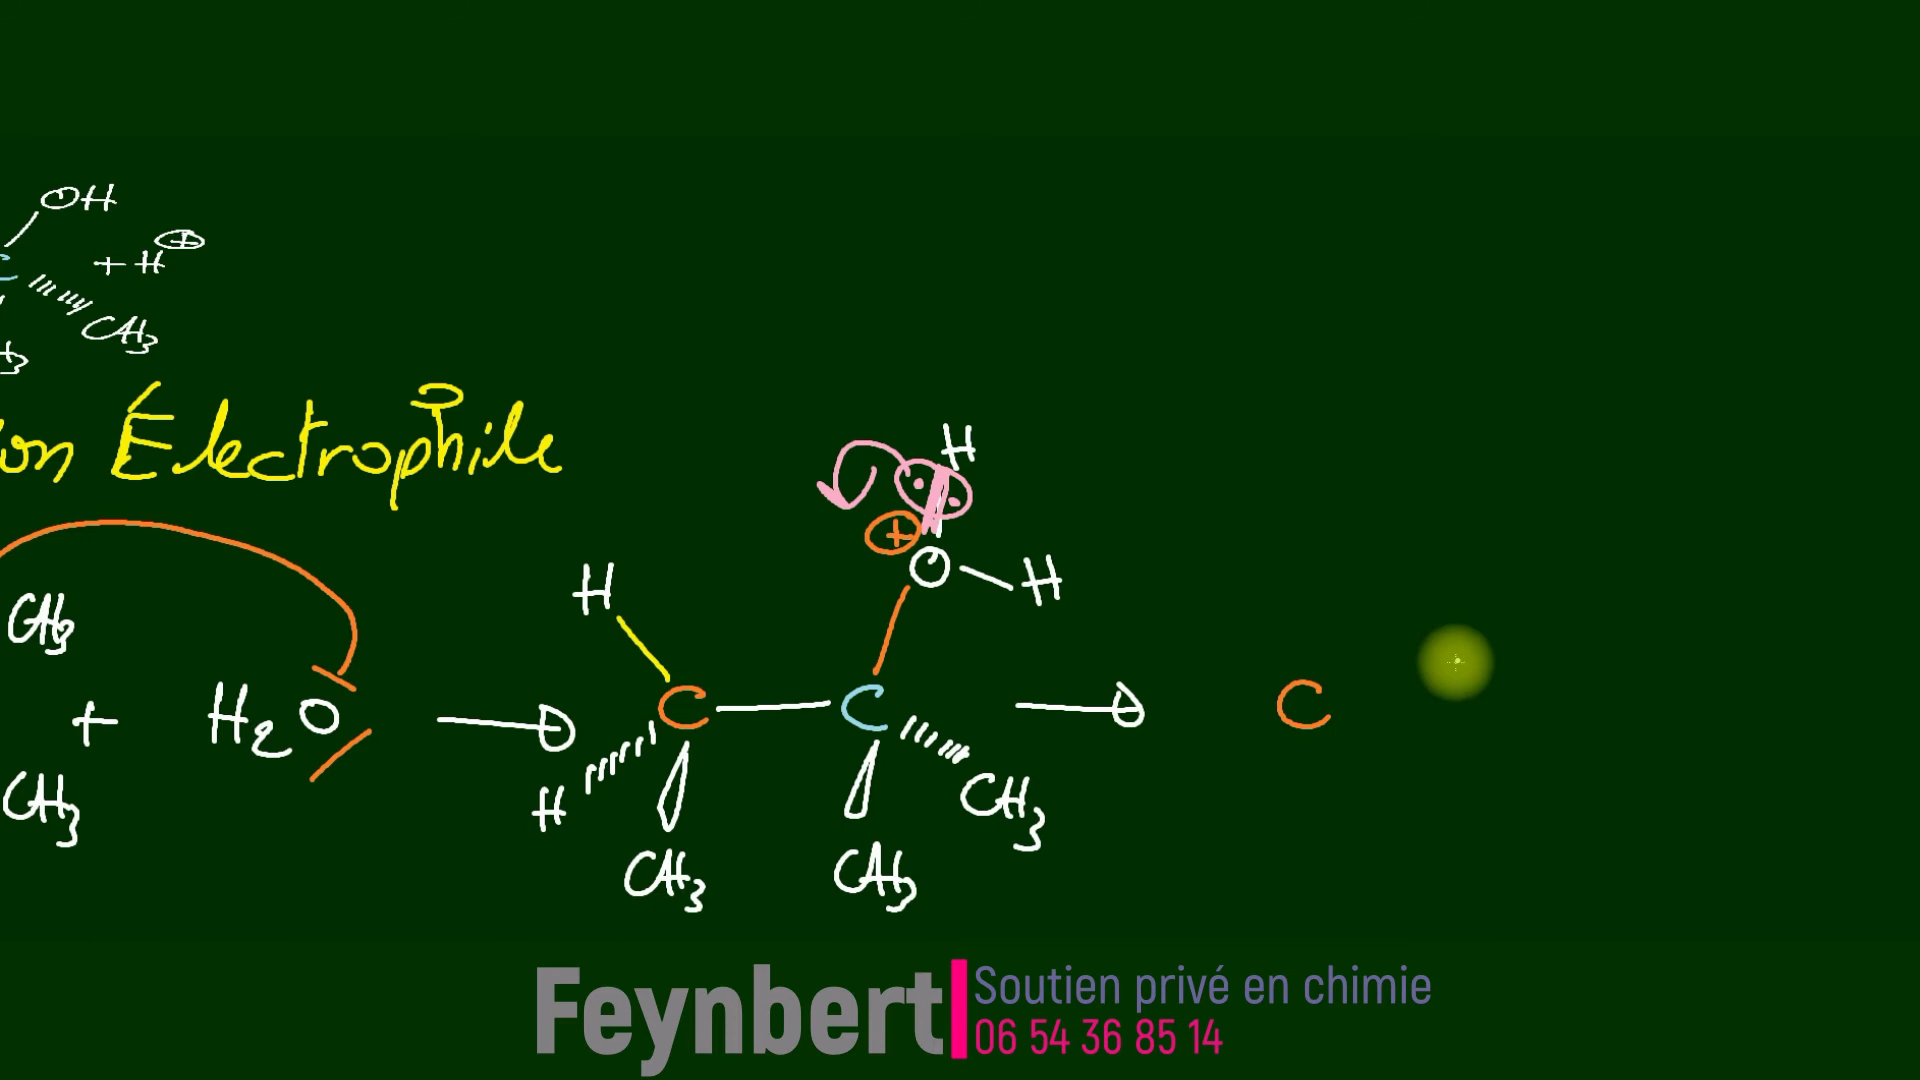 OH
C + H ⊕
CH3
on Électrophile
H
⊕
O H
H
CH3
+ H2O C C C
H CH3
CH3
CH3 CH3
Feynbert
Soutien privé en chimie
06 54 36 85 14